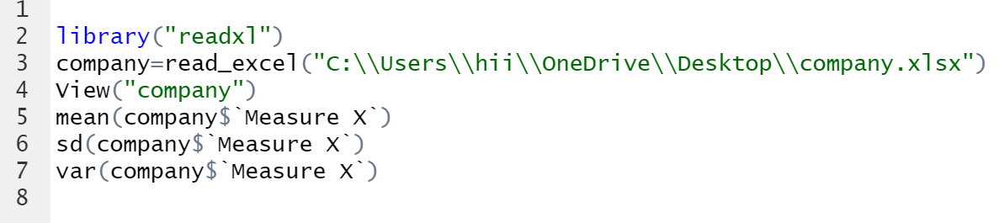 1
2 library("readxl")
3 company=read_excel("C:\\Users\\hii\\OneDrive\\Desktop\\company.xlsx")
4 View("company")
5 mean(company$`Measure X`)
6 sd(company$`Measure X`)
7 var(company$`Measure X`)
8